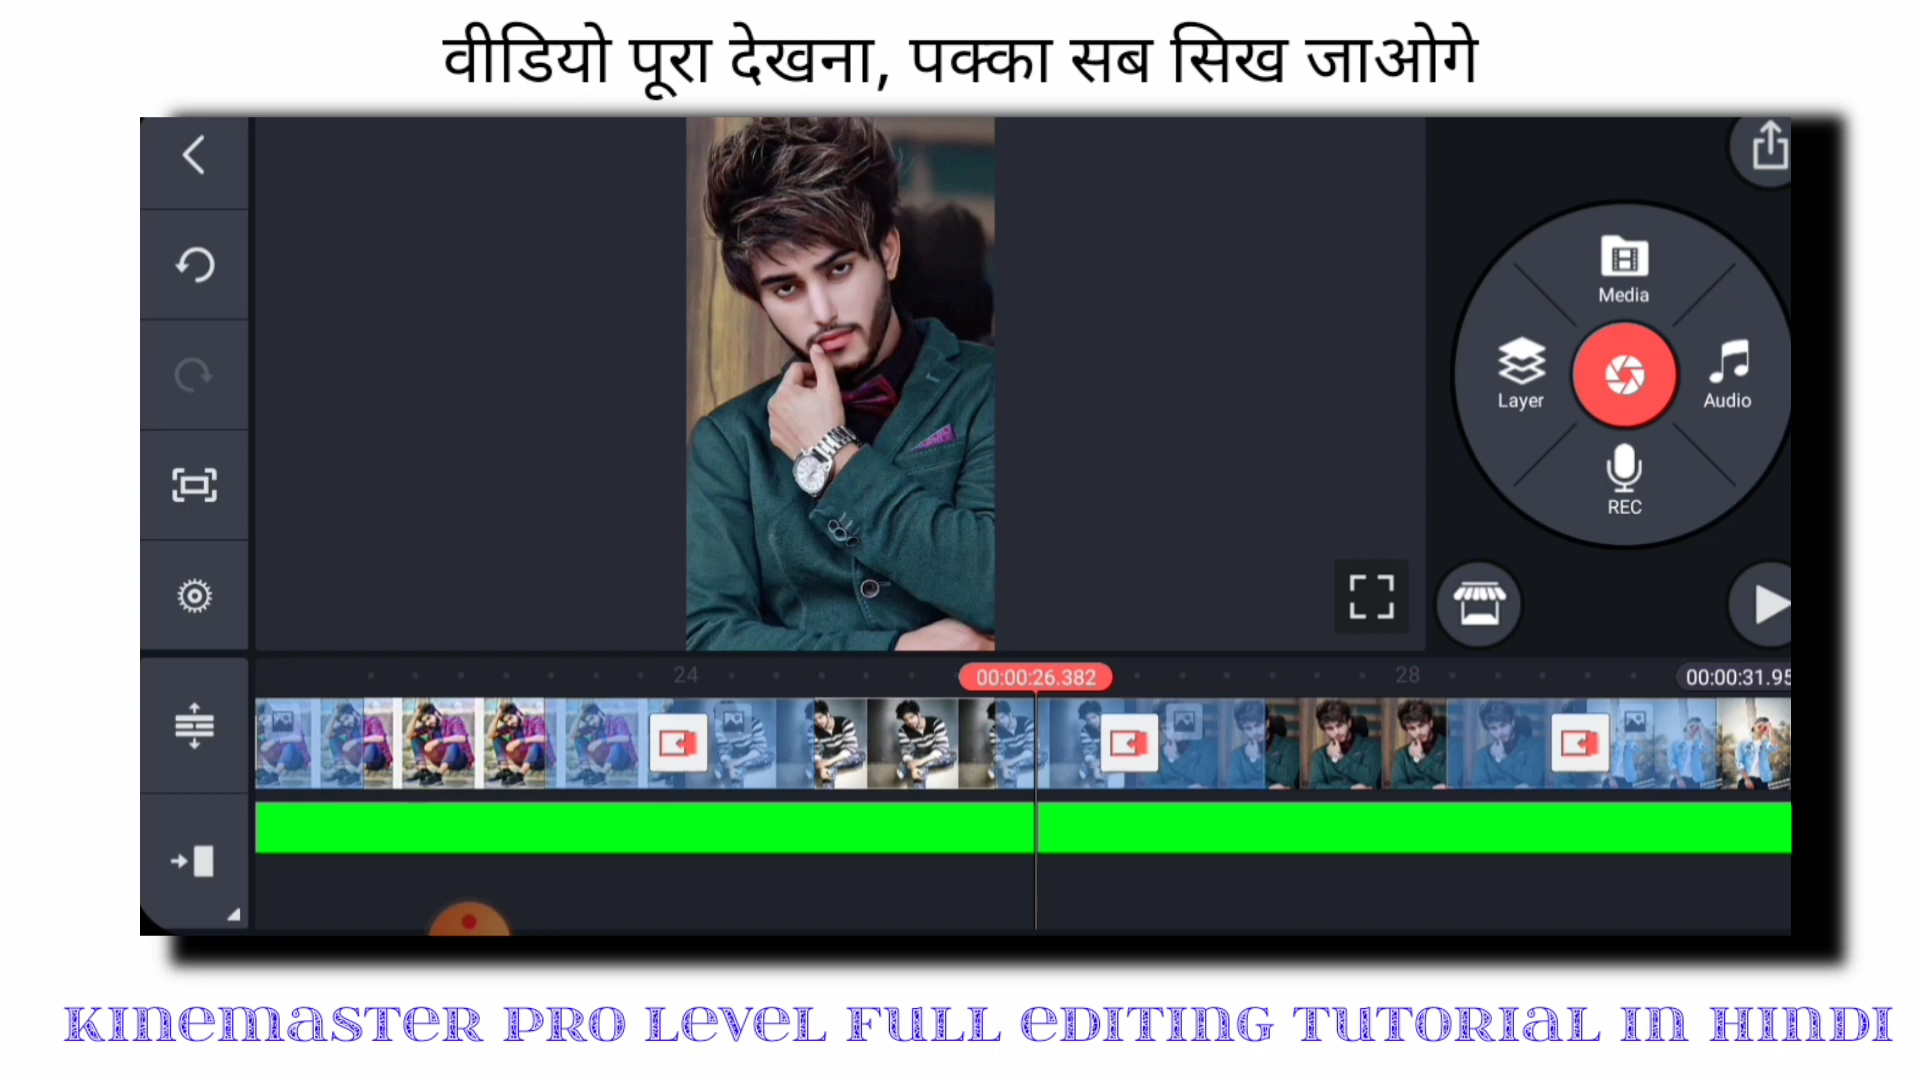 वीडियो पूरा देखना, पक्का सब सिख जाओगे
Media
Layer
Audio
REC
24
00:00:26.382
28
00:00:31.95
KINEMASTER PRO LEVEL FULL EDITING TUTORIAL IN HINDI